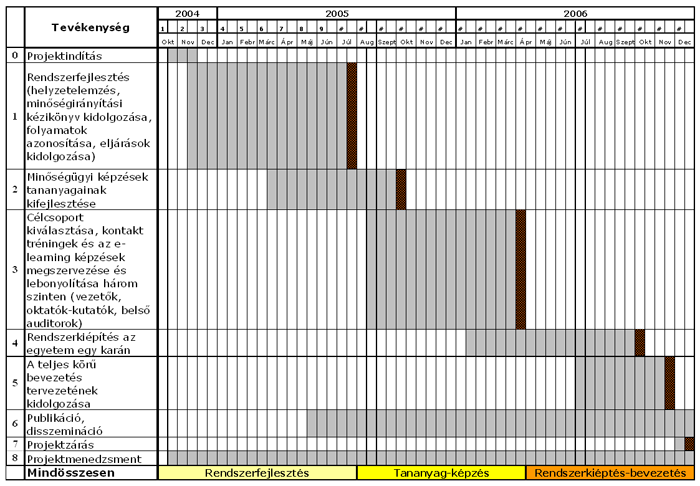 Tevékenység
2004 2005 2006
1 2 3 4 5 6 7 8 9 # # # # # # # # # # # # # # # # # #
Okt Nov Dec Jan Febr Márc Ápr Máj Jún Júl Aug Szept Okt Nov Dec Jan Feb Márc Ápr Máj Jún Júl Aug Szept Okt Nov Dec
0 Projektindítás
1 Rendszerfejlesztés
(helyzetelemzés,
minőségirányítási
kézikönyv kidolgozása,
folyamatok
azonosítása, eljárások
kidolgozása)
2 Minőségügyi képzések
tananyagainak
kifejlesztése
3 Célcsoport
kiválasztása, kontakt
tréningek és az e-
learning képzések
megszervezése és
lebonyolítása három
szinten (vezetők,
oktatók-kutatók, belső
auditorok)
4 Rendszerkiépítés az
egyetem egy karán
5 A teljes körű
bevezetés
tervezetének
kidolgozása
6 Publikáció,
disszemináció
7 Projektzárás
8 Projektmenedzsment
Mindösszesen Rendszerfejlesztés Tananyag-képzés Rendszerkiéptés-bevezetés